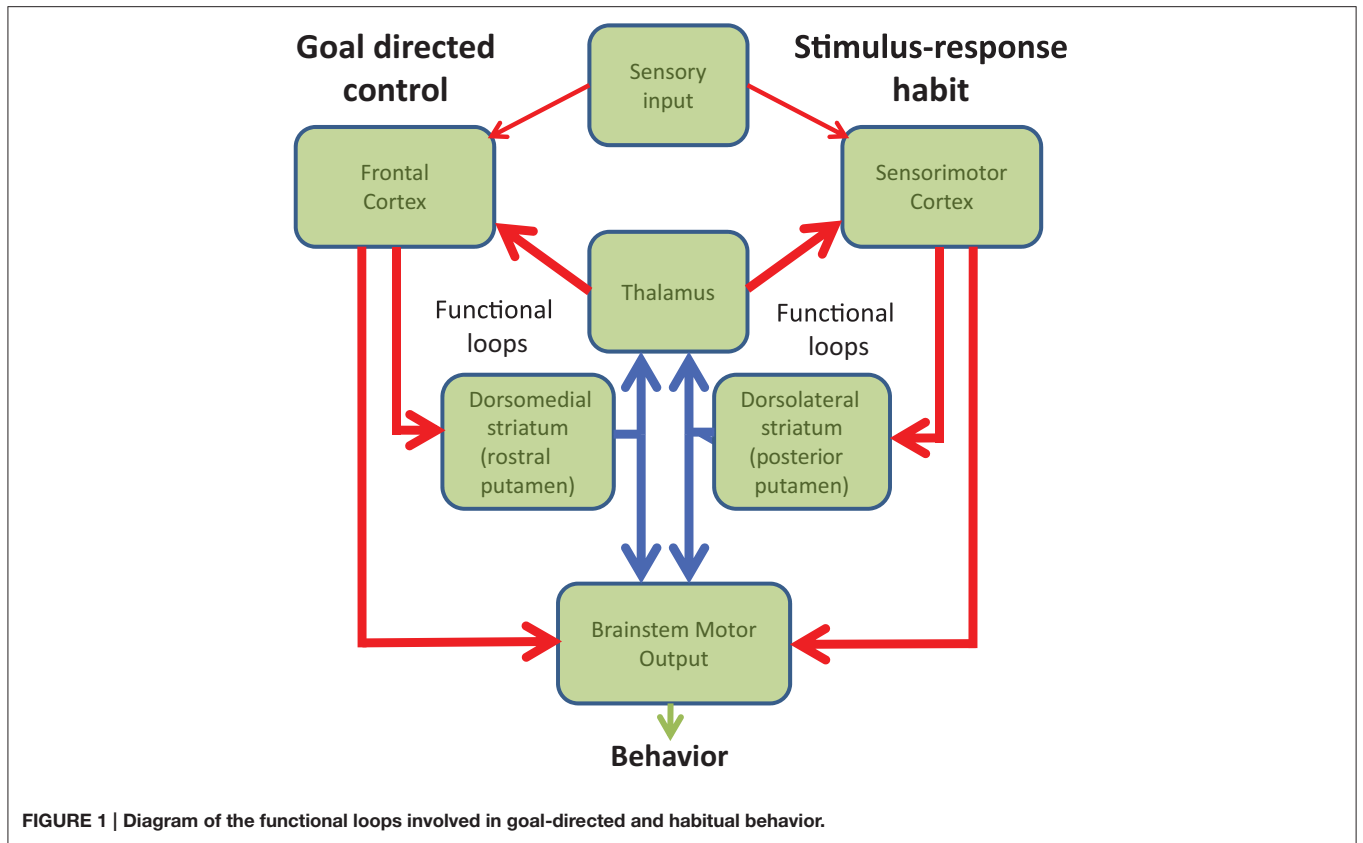 Goal directed
control
Sensory
input
Stimulus-response
habit
Frontal
Cortex
Sensorimotor
Cortex
Thalamus
Functional
loops
Functional
loops
Dorsomedial
striatum
(rostral
putamen)
Dorsolateral
striatum
(posterior
putamen)
Brainstem Motor
Output
Behavior
FIGURE 1 | Diagram of the functional loops involved in goal-directed and habitual behavior.